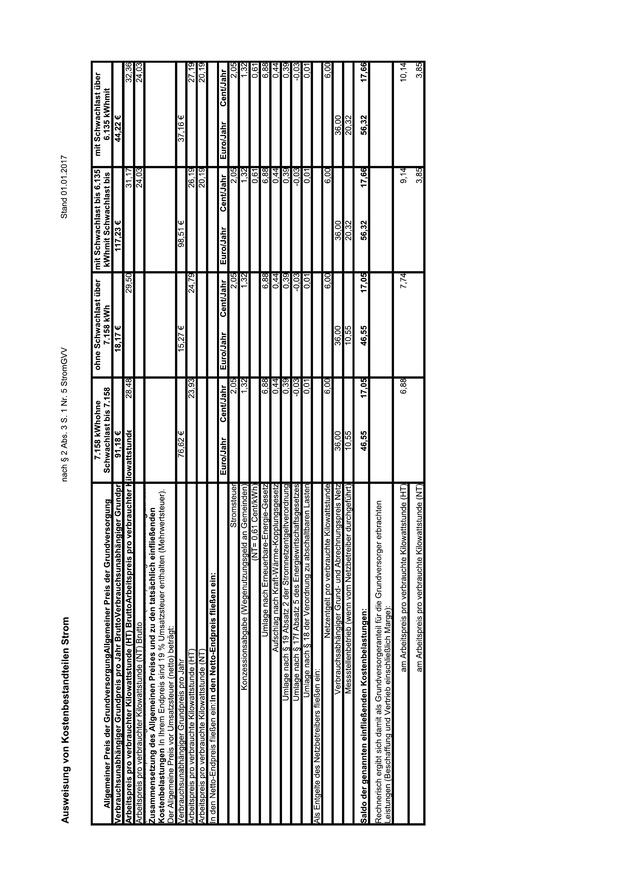 Ausweisung von Kostenbestandteilen Strom nach § 2 Abs. 3 S. 1 Nr. 5 StromGVV Stand 01.01.2017
Allgemeiner Preis der GrundversorgungAllgemeiner Preis der Grundversorgung 7.158 kWhohne Schwachlast bis 7.158 ohne Schwachlast über 7.158 kWh mit Schwachlast bis 6.135 kWhmit Schwachlast bis mit Schwachlast über 6.135 kWhmit
Verbrauchsunabhängiger Grundpreis pro Jahr BruttoVerbrauchsunabhängiger Grundpr 91,18 € 18,17 € 117,23 € 44,22 €
Arbeitspreis pro verbrauchter Kilowattstunde (HT) BruttoArbeitspreis pro verbrauchter Kilowattstunde 28,48 29,50 31,17 32,36
Arbeitspreis pro verbrauchter Kilowattstunde (NT) Brutto 24,03 24,03
Zusammensetzung des Allgemeinen Preises und zu den tatsächlich einfließenden
Kostenbelastungen In Ihrem Endpreis sind 19 % Umsatzsteuer enthalten (Mehrwertsteuer).
Der Allgemeine Preis vor Umsatzsteuer (netto) beträgt:
Verbrauchsunabhängiger Grundpreis pro Jahr 76,62 € 15,27 € 98,51 € 37,16 €
Arbeitspreis pro verbrauchte Kilowattstunde (HT) 23,93 24,79 26,19 27,19
Arbeitspreis pro verbrauchte Kilowattstunde (NT) 20,19 20,19
In den Netto-Endpreis fließen ein:In den Netto-Endpreis fließen ein:
Euro/Jahr Cent/Jahr Euro/Jahr Cent/Jahr Euro/Jahr Cent/Jahr Euro/Jahr Cent/Jahr
Stromsteuer 2,05 2,05 2,05 2,05
Konzessionsabgabe (Wegenutzungsgeld an Gemeinden) 1,32 1,32 1,32 1,32
(NT= 0,61 Cent/kWh) 0,61 0,61
Umlage nach Erneuerbare-Energie-Gesetz 6,88 6,88 6,88 6,88
Aufschlag nach Kraft-Wärme-Kopplungsgesetz 0,44 0,44 0,44 0,44
Umlage nach § 19 Absatz 2 der Stromnetzentgeltverordnung 0,39 0,39 0,39 0,39
Umlage nach § 17f Absatz 5 des Energiewirtschaftsgesetzes -0,03 -0,03 -0,03 -0,03
Umlage nach § 18 der Verordnung zu abschaltbaren Lasten 0,01 0,01 0,01 0,01
Als Entgelte des Netzbetreibers fließen ein:
Netzentgelt pro verbrauchte Kilowattstunde 6,00 6,00 6,00 6,00
Verbrauchsabhängiger Grund- und Abrechnungspreis Netz 36,00 36,00 36,00 36,00
Messstellenbetrieb (wenn vom Netzbetreiber durchgeführt) 10,55 10,55 20,32 20,32
Saldo der genannten einfließenden Kostenbelastungen: 46,55 17,05 46,55 17,05 56,32 17,66 56,32 17,66
Rechnerisch ergibt sich damit als Grundversorgeranteil für die Grundversorger erbrachten
Leistungen (Beschaffung und Vertrieb einschließlich Marge):
am Arbeitspreis pro verbrauchte Kilowattstunde (HT) 6,88 7,74 9,14 10,14
am Arbeitspreis pro verbrauchte Kilowattstunde (NT) 3,85 3,85